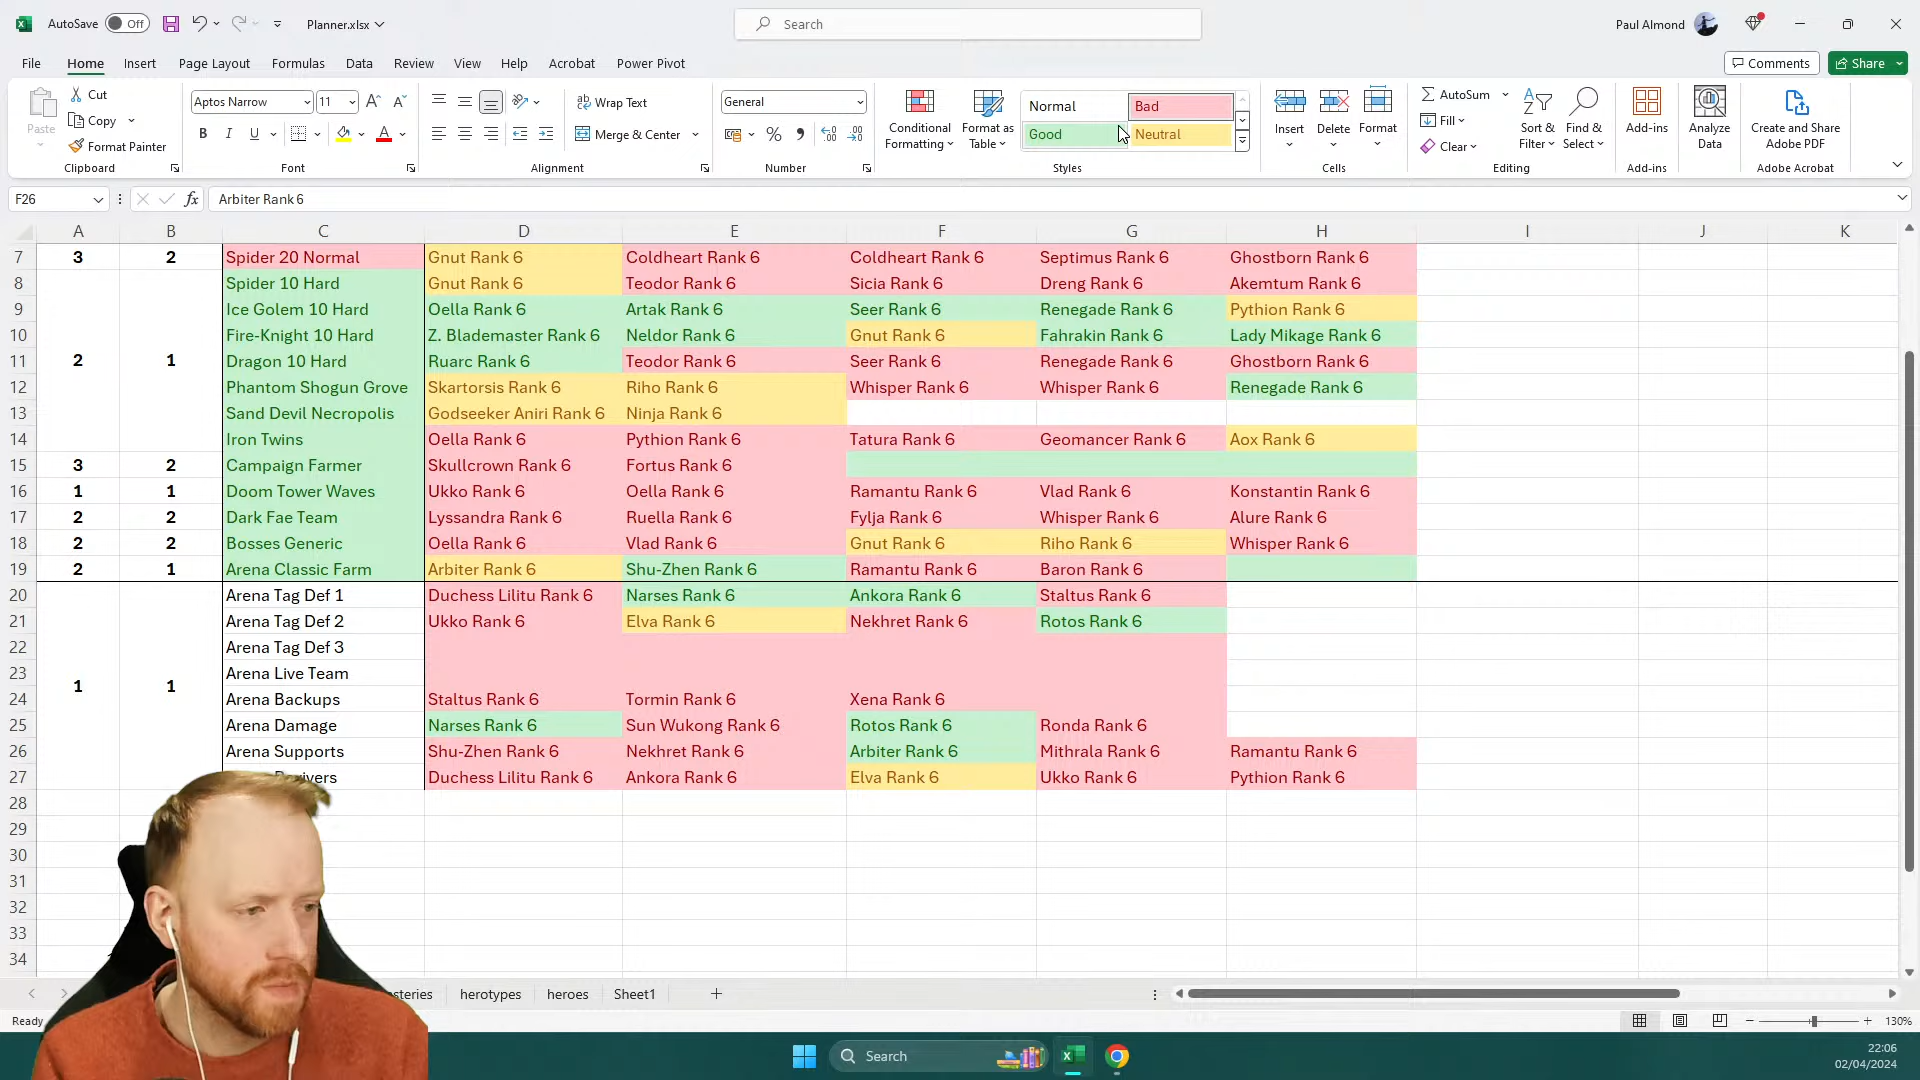 AutoSave Off Planner.xlsx Search Paul Almond
File Home Insert Page Layout Formulas Data Review View Help Acrobat Power Pivot Comments Share
Paste Cut Copy Format Painter Clipboard
Aptos Narrow 11 B I U Font
Wrap Text Merge & Center Alignment
General Number
Conditional Formatting Format as Table Normal Bad Good Neutral Styles
Insert Delete Format Cells
AutoSum Fill Clear Sort & Filter Find & Select Editing
Add-ins Add-ins
Analyze Data
Create and Share Adobe PDF Adobe Acrobat
F26 fx Arbiter Rank 6
A B C D E F G H I J K
7 3 2 Spider 20 Normal Gnut Rank 6 Coldheart Rank 6 Coldheart Rank 6 Septimus Rank 6 Ghostborn Rank 6
8 Spider 10 Hard Gnut Rank 6 Teodor Rank 6 Sicia Rank 6 Dreng Rank 6 Akemtum Rank 6
9 Ice Golem 10 Hard Oella Rank 6 Artak Rank 6 Seer Rank 6 Renegade Rank 6 Pythion Rank 6
10 Fire-Knight 10 Hard Z. Blademaster Rank 6 Neldor Rank 6 Gnut Rank 6 Fahrakin Rank 6 Lady Mikage Rank 6
11 2 1 Dragon 10 Hard Ruarc Rank 6 Teodor Rank 6 Seer Rank 6 Renegade Rank 6 Ghostborn Rank 6
12 Phantom Shogun Grove Skartorsis Rank 6 Riho Rank 6 Whisper Rank 6 Whisper Rank 6 Renegade Rank 6
13 Sand Devil Necropolis Godseeker Aniri Rank 6 Ninja Rank 6
14 Iron Twins Oella Rank 6 Pythion Rank 6 Tatura Rank 6 Geomancer Rank 6 Aox Rank 6
15 3 2 Campaign Farmer Skullcrown Rank 6 Fortus Rank 6
16 1 1 Doom Tower Waves Ukko Rank 6 Oella Rank 6 Ramantu Rank 6 Vlad Rank 6 Konstantin Rank 6
17 2 2 Dark Fae Team Lyssandra Rank 6 Ruella Rank 6 Fylja Rank 6 Whisper Rank 6 Alure Rank 6
18 2 2 Bosses Generic Oella Rank 6 Vlad Rank 6 Gnut Rank 6 Riho Rank 6 Whisper Rank 6
19 2 1 Arena Classic Farm Arbiter Rank 6 Shu-Zhen Rank 6 Ramantu Rank 6 Baron Rank 6
20 Arena Tag Def 1 Duchess Lilitu Rank 6 Narses Rank 6 Ankora Rank 6 Staltus Rank 6
21 Arena Tag Def 2 Ukko Rank 6 Elva Rank 6 Nekhret Rank 6 Rotos Rank 6
22 Arena Tag Def 3
23 1 1 Arena Live Team
24 Arena Backups Staltus Rank 6 Tormin Rank 6 Xena Rank 6
25 Arena Damage Narses Rank 6 Sun Wukong Rank 6 Rotos Rank 6 Ronda Rank 6
26 Arena Supports Shu-Zhen Rank 6 Nekhret Rank 6 Arbiter Rank 6 Mithrala Rank 6 Ramantu Rank 6
27 Duchess Lilitu Rank 6 Ankora Rank 6 Elva Rank 6 Ukko Rank 6 Pythion Rank 6
28
29
30
31
32
33
34
herotypes heroes Sheet1
Ready 130%
Search
22:06
02/04/2024